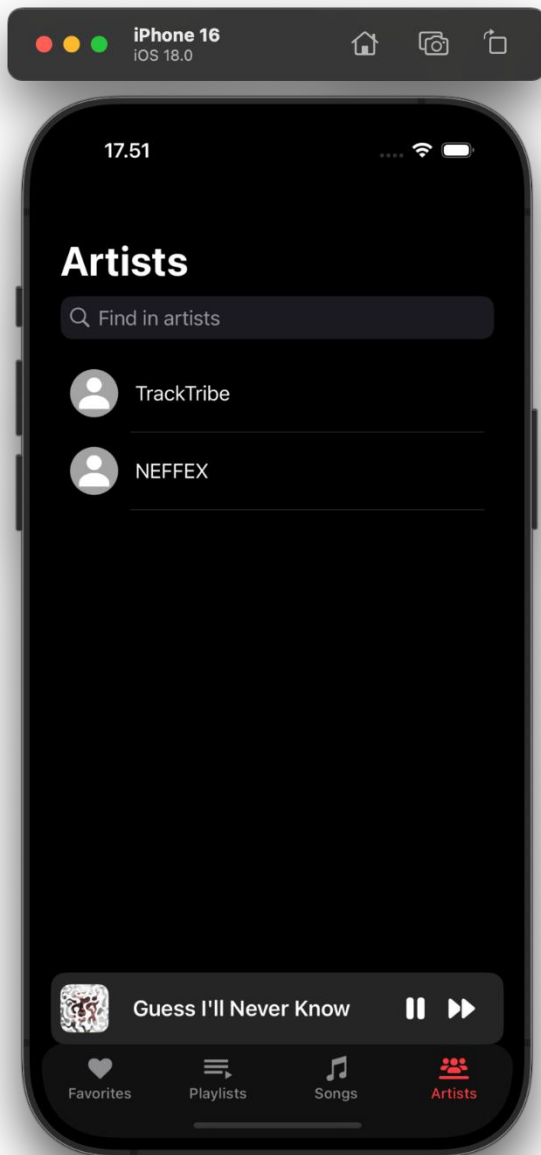 iPhone 16
iOS 18.0
17.51
Artists
Find in artists
TrackTribe
NEFFEX
Guess I'll Never Know
Favorites Playlists Songs Artists